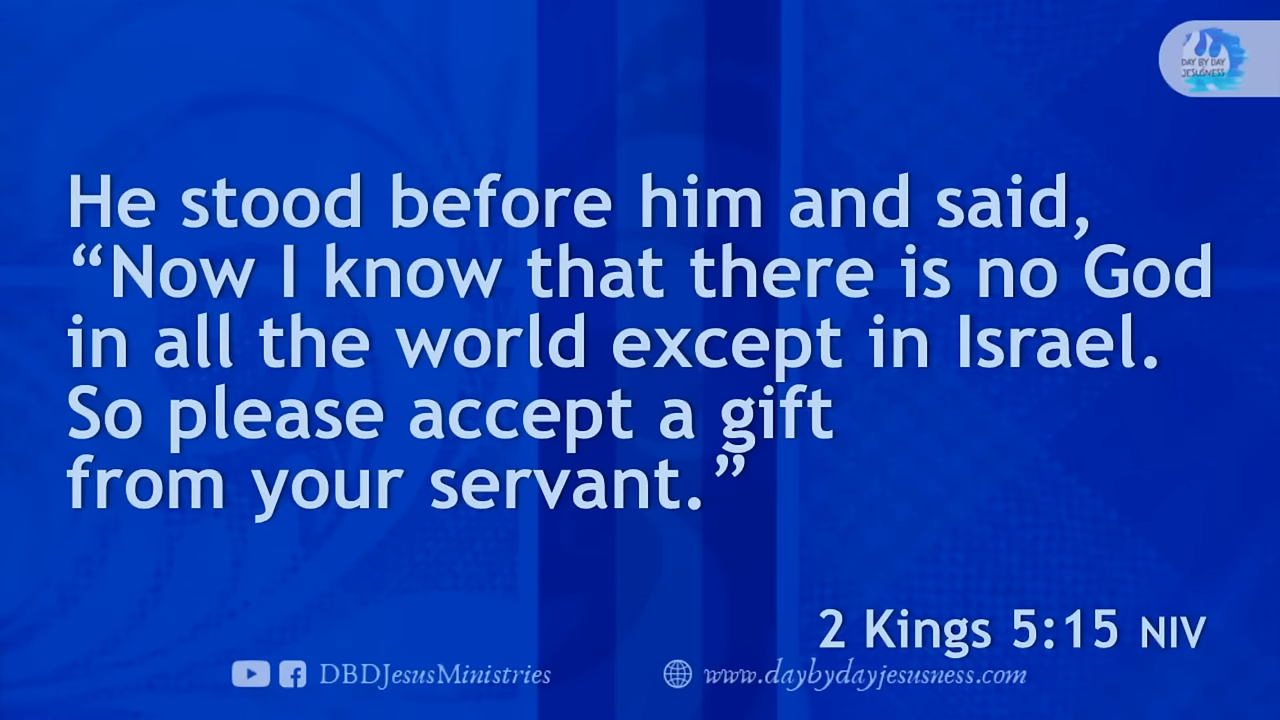 DAY BY DAY
JESUSNESS
He stood before him and said,
“Now I know that there is no God
in all the world except in Israel.
So please accept a gift
from your servant.”
2 Kings 5:15 NIV
DBDJesusMinistries
www.daybydayjesusness.com